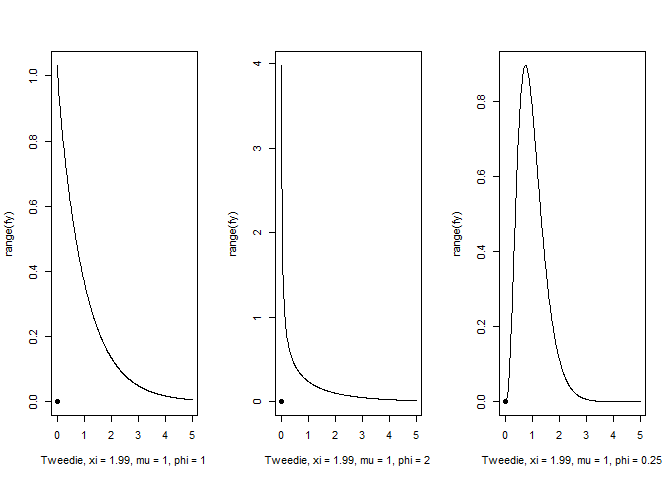 range(fy)
1.0
0.8
0.6
0.4
0.2
0.0
0 1 2 3 4 5
Tweedie, xi = 1.99, mu = 1, phi = 1
range(fy)
4
3
2
1
0
0 1 2 3 4 5
Tweedie, xi = 1.99, mu = 1, phi = 2
range(fy)
0.8
0.6
0.4
0.2
0.0
0 1 2 3 4 5
Tweedie, xi = 1.99, mu = 1, phi = 0.25